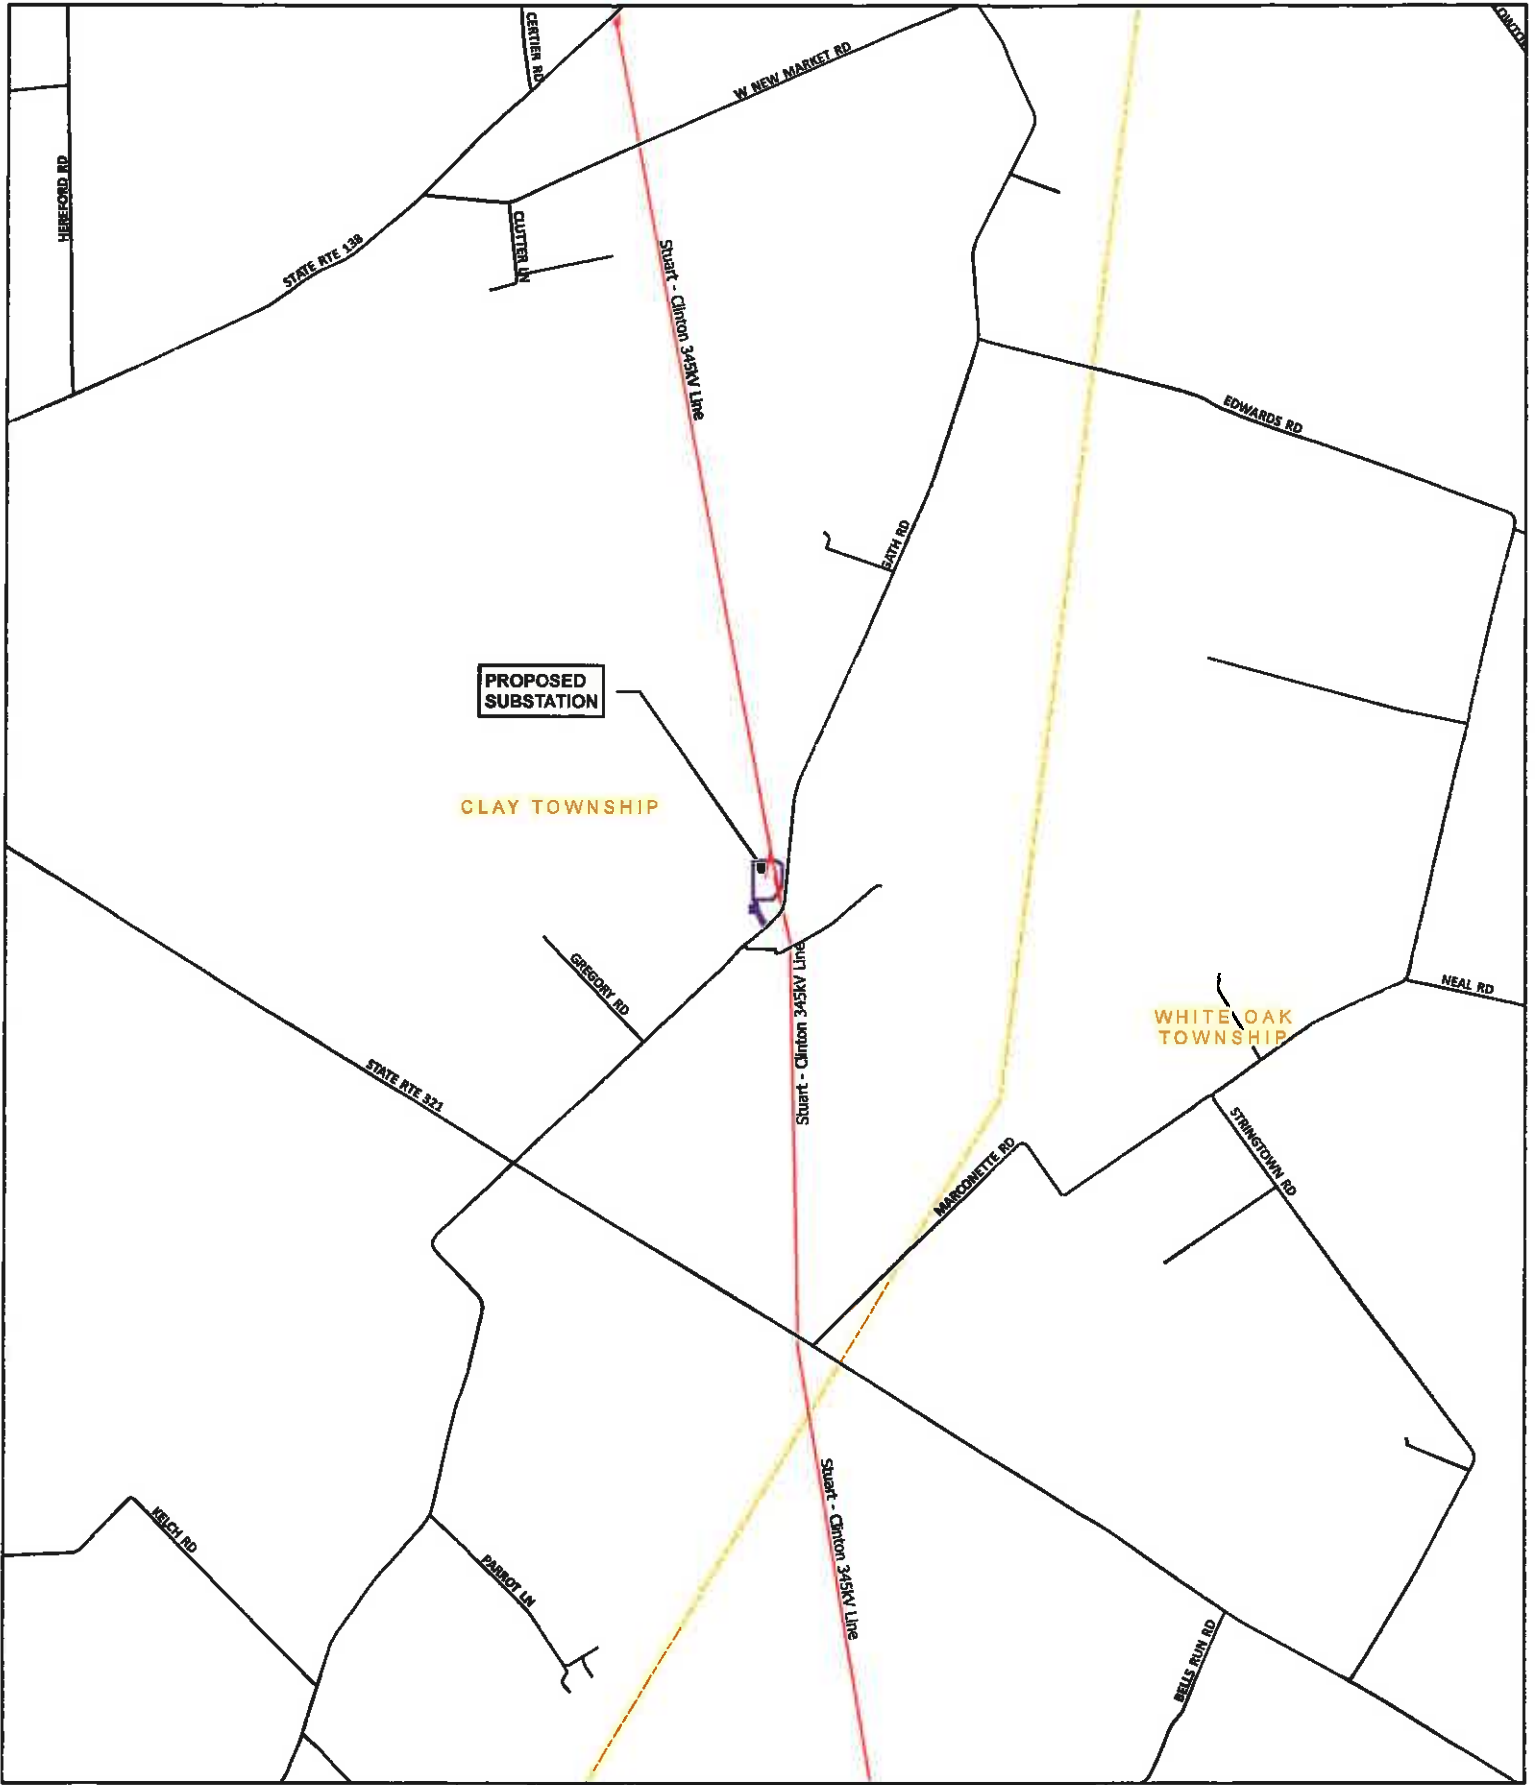 CERTIER RD
W NEW MARKET RD
HEREFORD RD
STATE RTE 138
CLUTTER LN
Stuart - Clinton 345kV Line
EDWARDS RD
GATH RD
PROPOSED
SUBSTATION
CLAY TOWNSHIP
GREGORY RD
Stuart - Clinton 345kV Line
NEAL RD
WHITE OAK
TOWNSHIP
STATE RTE 321
STRINGTOWN RD
MARCONETTE RD
Stuart - Clinton 345kV Line
KELCH RD
PARROT LN
BELLS RUN RD